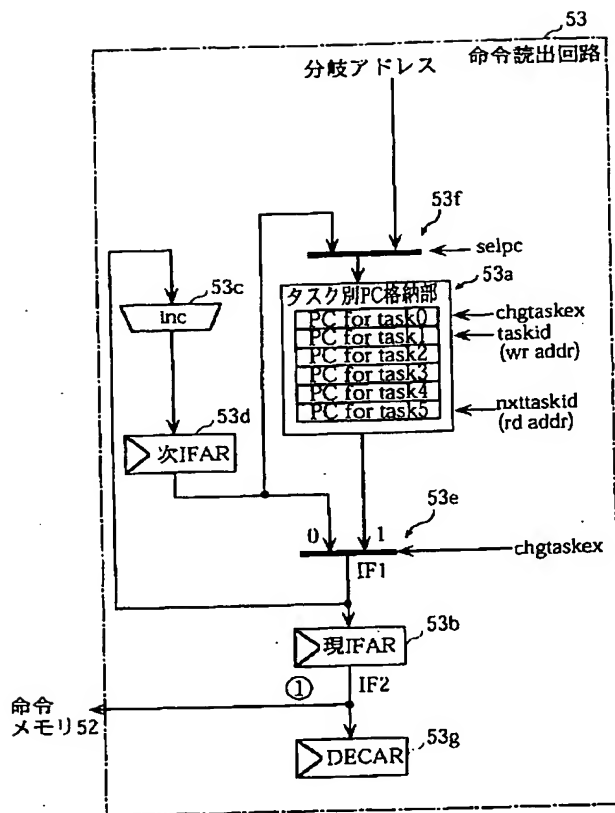 53
命令読出回路
分岐アドレス
53f
selpc
53a
タスク別PC格納部
53c
inc
PC for task0
PC for task1
PC for task2
PC for task3
PC for task4
PC for task5
chgtaskex
taskid
(wr addr)
nxttaskid
(rd addr)
53d
次IFAR
53e
0
1
chgtaskex
IF1
53b
現IFAR
①
IF2
命令
メモリ52
53g
DECAR